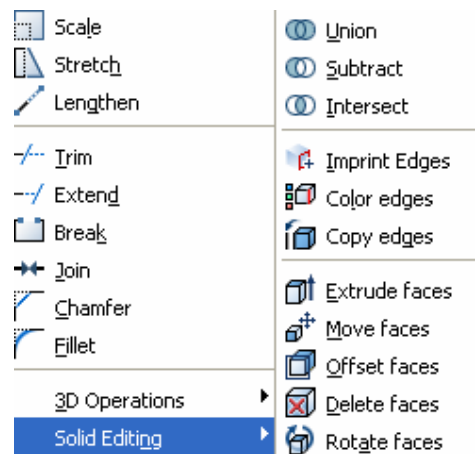 Scale
Stretch
Lengthen
Trim
Extend
Break
Join
Chamfer
Fillet
3D Operations
Solid Editing
Union
Subtract
Intersect
Imprint Edges
Color edges
Copy edges
Extrude faces
Move faces
Offset faces
Delete faces
Rotate faces